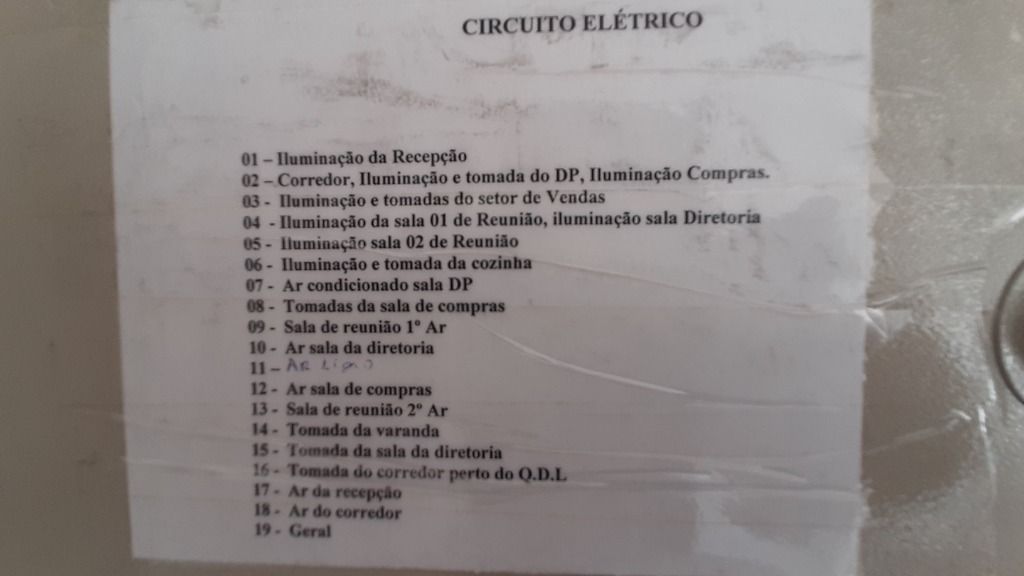 CIRCUITO ELÉTRICO
01 – Iluminação da Recepção
02 – Corredor, Iluminação e tomada do DP, Iluminação Compras.
03 - Iluminação e tomadas do setor de Vendas
04 - Iluminação da sala 01 de Reunião, iluminação sala Diretoria
05 - Iluminação sala 02 de Reunião
06 - Iluminação e tomada da cozinha
07 - Ar condicionado sala DP
08 - Tomadas da sala de compras
09 - Sala de reunião 1º Ar
10 - Ar sala da diretoria
11 – AR
12 - Ar sala de compras
13 - Sala de reunião 2º Ar
14 - Tomada da varanda
15 - Tomada da sala da diretoria
16 - Tomada do corredor perto do Q.D.L
17 - Ar da recepção
18 - Ar do corredor
19 - Geral